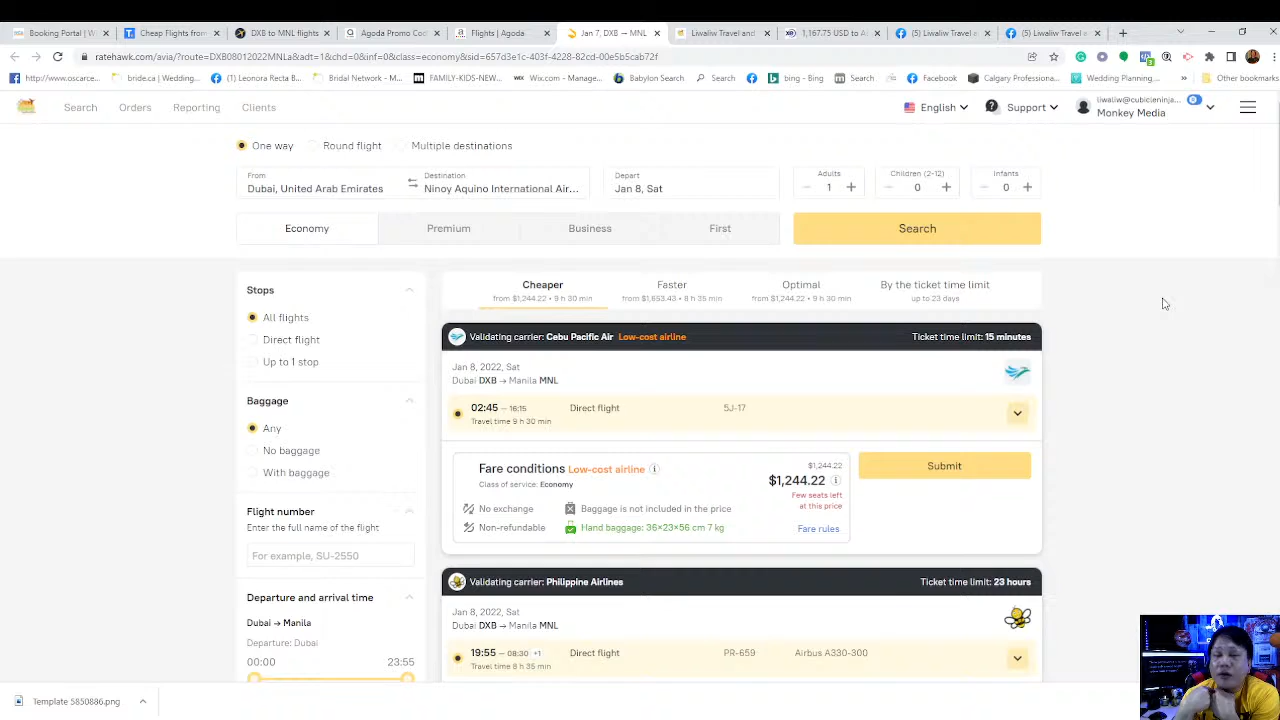 Booking Portal | W
Cheap Flights from
DXB to MNL flights
Agoda Promo Cod
Flights | Agoda
Jan 7, DXB → MNL
Liwaliw Travel and
1,167.75 USD to A
(5) Liwaliw Travel
(5) Liwaliw Travel an
ratehawk.com/avia/?route=DXB08012022MNL&adt=1&chd=0&inf=0&class=economy
http://www.csceyour...
bride.ca | Wedding...
(1) Leonora Recta B...
Bridal Network - M...
FAMILY-KIDS-NEW...
Wix.com - Manage...
Babylon Search
Search
bing - Bing
Search
Facebook
Calgary Professiona...
Wedding Planning,...
»
Other bookmarks
Search
Orders
Reporting
Clients
English
Support
liwaliw@cubicleninja...
Monkey Media
One way
Round flight
Multiple destinations
From
Dubai, United Arab Emirates
Destination
Ninoy Aquino International Air...
Depart
Jan 8, Sat
Adults
1
Children (2-12)
0
Infants
0
Economy
Premium
Business
First
Search
Stops
All flights
Direct flight
Up to 1 stop
Baggage
Any
No baggage
With baggage
Flight number
Enter the full name of the flight
For example, SU-2550
Departure and arrival time
Dubai → Manila
Departure: Dubai
00:00 23:55
Cheaper
from $1,244.22 • 9 h 30 min
Faster
from $1,653.43 • 8 h 35 min
Optimal
from $1,244.22 • 9 h 30 min
By the ticket time limit
up to 23 days
Validating carrier: Cebu Pacific Air Low-cost airline
Ticket time limit: 15 minutes
Jan 8, 2022, Sat
Dubai DXB → Manila MNL
02:45 — 16:15
Direct flight
5J-17
Travel time 9 h 30 min
Fare conditions Low-cost airline
Class of service: Economy
$1,244.22
$1,244.22
Few seats left
at this price
Submit
No exchange
Baggage is not included in the price
Non-refundable
Hand baggage: 36×23×56 cm 7 kg
Fare rules
Validating carrier: Philippine Airlines
Ticket time limit: 23 hours
Jan 8, 2022, Sat
Dubai DXB → Manila MNL
19:55 — 08:30 +1
Direct flight
PR-659
Airbus A330-300
Travel time 8 h 35 min
Template 5850886.png